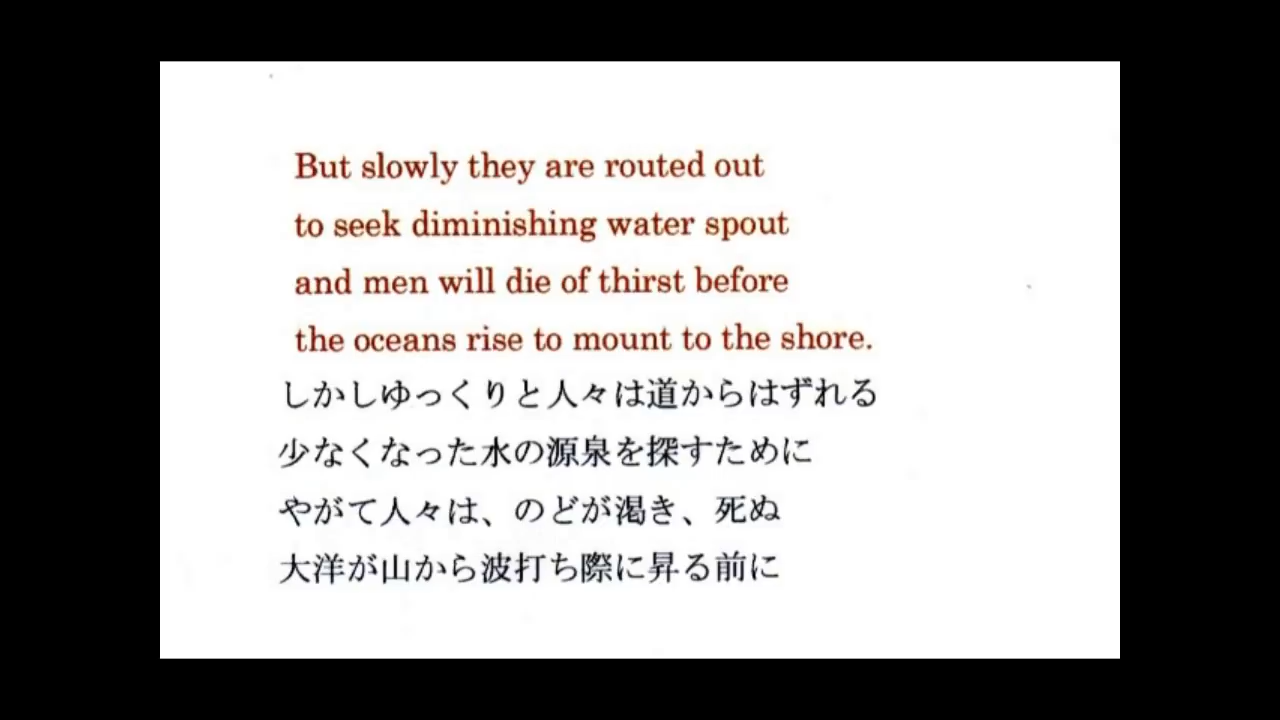 But slowly they are routed out
to seek diminishing water spout
and men will die of thirst before
the oceans rise to mount to the shore.
しかしゆっくりと人々は道からはずれる
少なくなった水の源泉を探すために
やがて人々は、のどが渇き、死ぬ
大洋が山から波打ち際に昇る前に